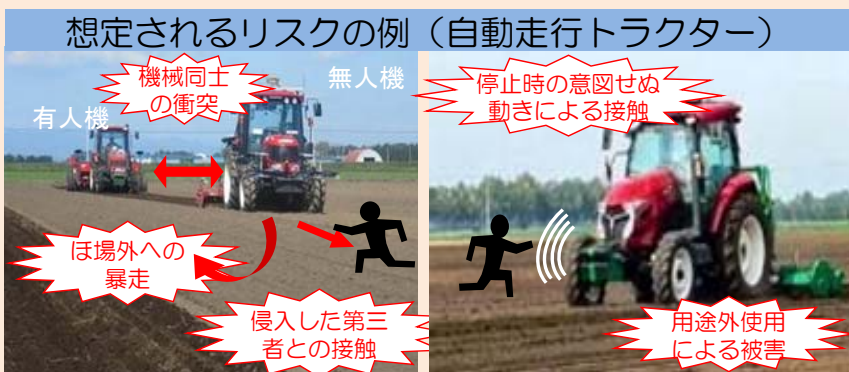 想定されるリスクの例（自動走行トラクター）
機械同士
の衝突
無人機
有人機
ほ場外への
暴走
侵入した第三
者との接触
停止時の意図せぬ
動きによる接触
用途外使用
による被害